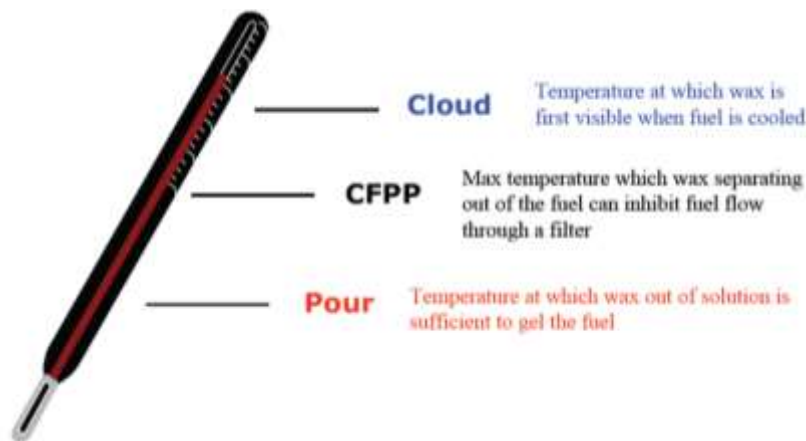 Cloud
Temperature at which wax is
first visible when fuel is cooled
CFPP
Max temperature which wax separating
out of the fuel can inhibit fuel flow
through a filter
Pour
Temperature at which wax out of solution is
sufficient to gel the fuel